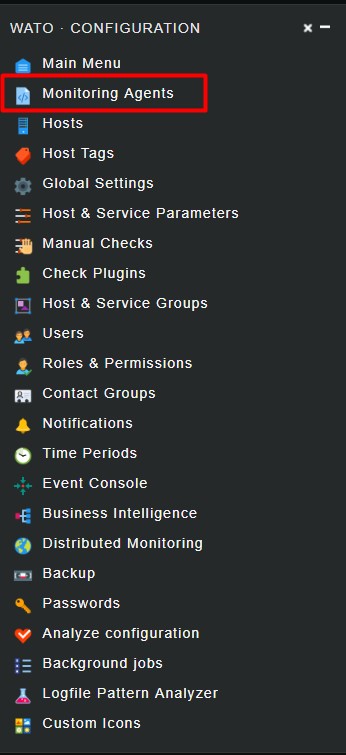 WATO · CONFIGURATION
Main Menu
Monitoring Agents
Hosts
Host Tags
Global Settings
Host & Service Parameters
Manual Checks
Check Plugins
Host & Service Groups
Users
Roles & Permissions
Contact Groups
Notifications
Time Periods
Event Console
Business Intelligence
Distributed Monitoring
Backup
Passwords
Analyze configuration
Background jobs
Logfile Pattern Analyzer
Custom Icons